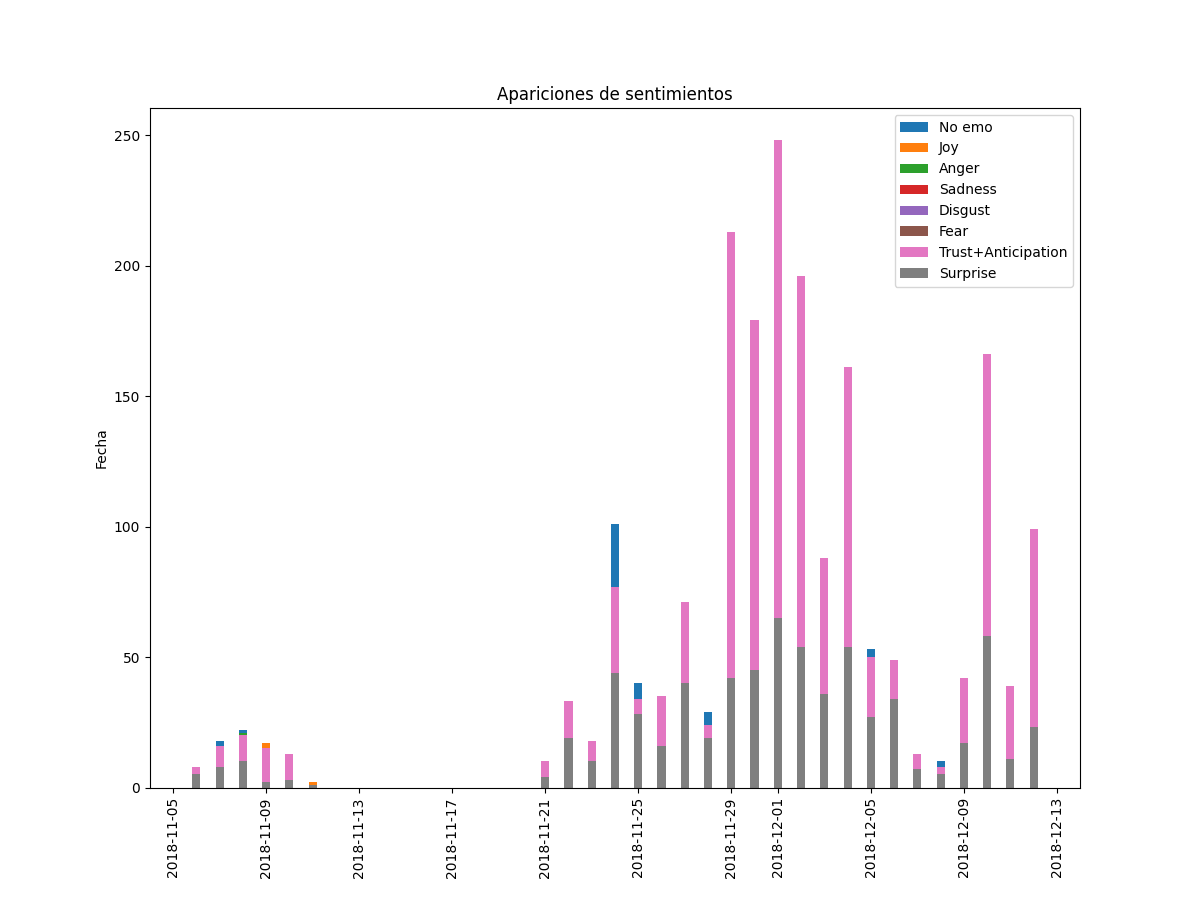 Apariciones de sentimientos
No emo
Joy
Anger
Sadness
Disgust
Fear
Trust+Anticipation
Surprise
Fecha
250
200
150
100
50
0
2018-11-05
2018-11-09
2018-11-13
2018-11-17
2018-11-21
2018-11-25
2018-11-29
2018-12-01
2018-12-05
2018-12-09
2018-12-13